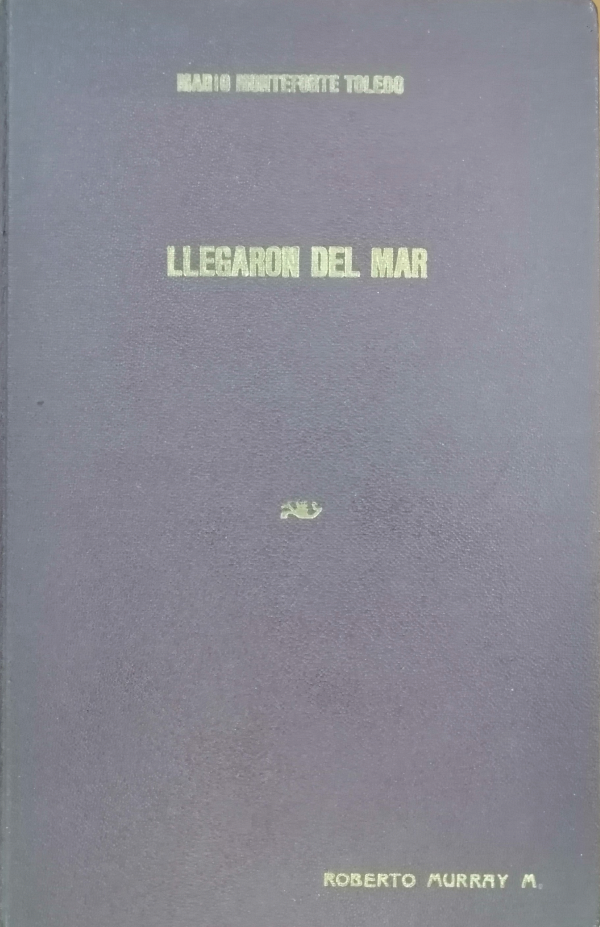 MARIO MONTEFORTE TOLEDO
LLEGARON DEL MAR
ROBERTO MURRAY M.